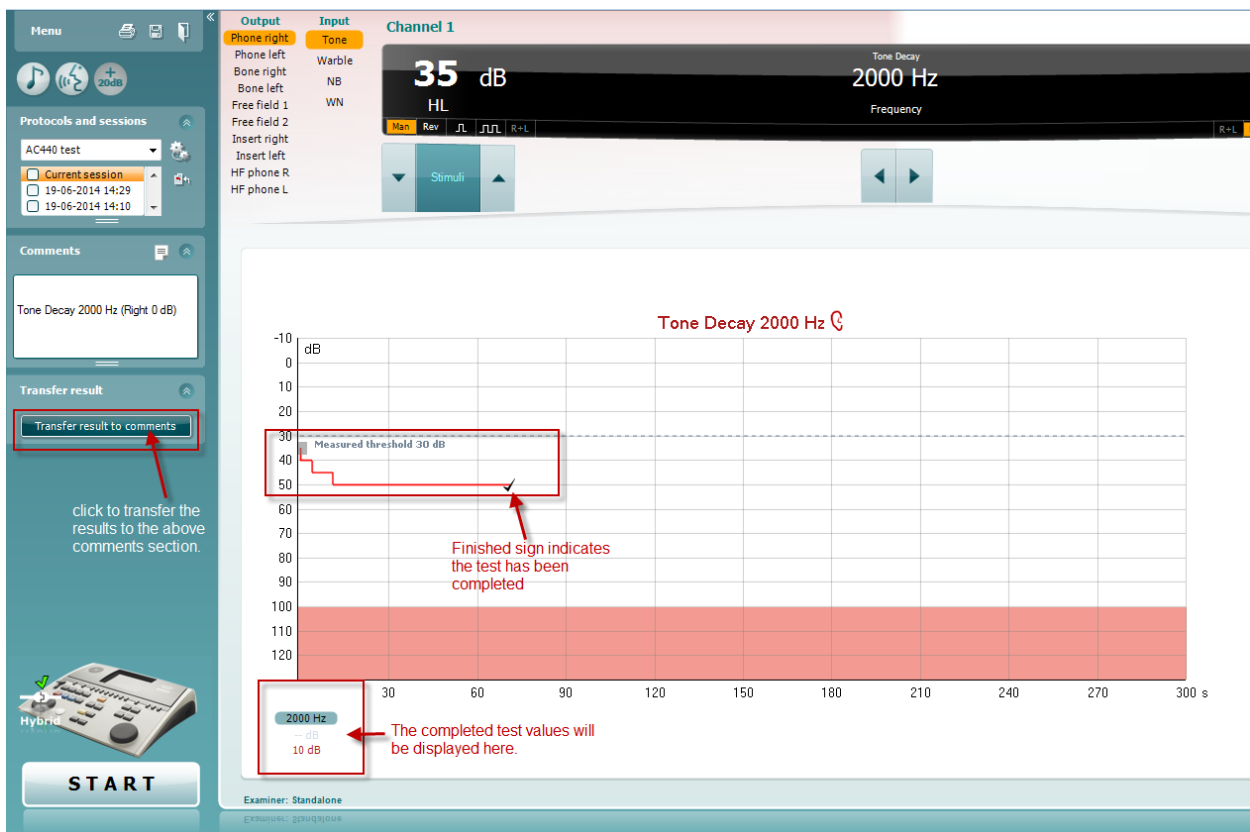 Menu
Protocols and sessions
AC440 test
Current session
19-06-2014 14:29
19-06-2014 14:10
Comments
Tone Decay 2000 Hz (Right 0 dB)
Transfer result
Transfer result to comments
click to transfer the
results to the above
comments section.
Hybrid
START
+
20dB
Output
Phone right
Phone left
Bone right
Bone left
Free field 1
Free field 2
Insert right
Insert left
HF phone R
HF phone L
Input
Tone
Warble
NB
WN
Channel 1
35 dB
HL
Man Rev R+L
Tone Decay
2000 Hz
Frequency
R+L
Stimuli
Tone Decay 2000 Hz
dB
-10
0
10
20
30
40
50
60
70
80
90
100
110
120
Measured threshold 30 dB
Finished sign indicates
the test has been
completed
30 60 90 120 150 180 210 240 270 300 s
2000 Hz
-- dB
10 dB
The completed test values will
be displayed here.
Examiner: Standalone